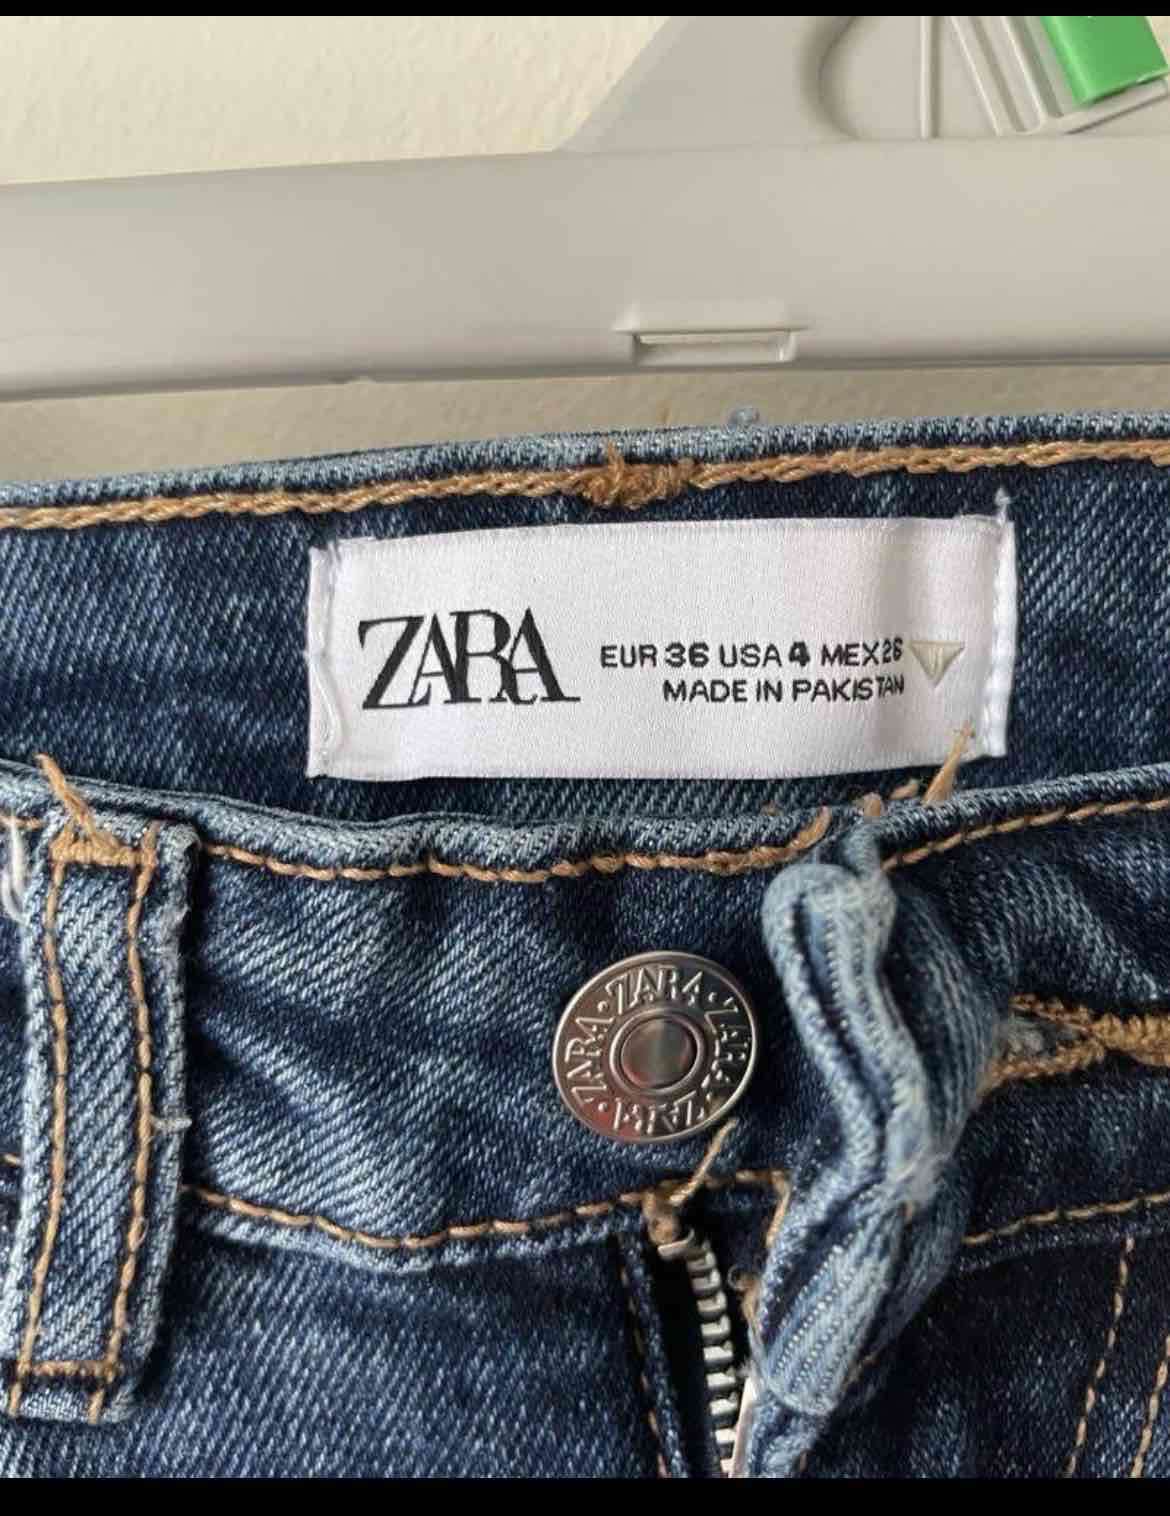 ZARA
EUR 36 USA 4 MEX 26
MADE IN PAKISTAN
ZARA · ZARA · ZARA · ZARA